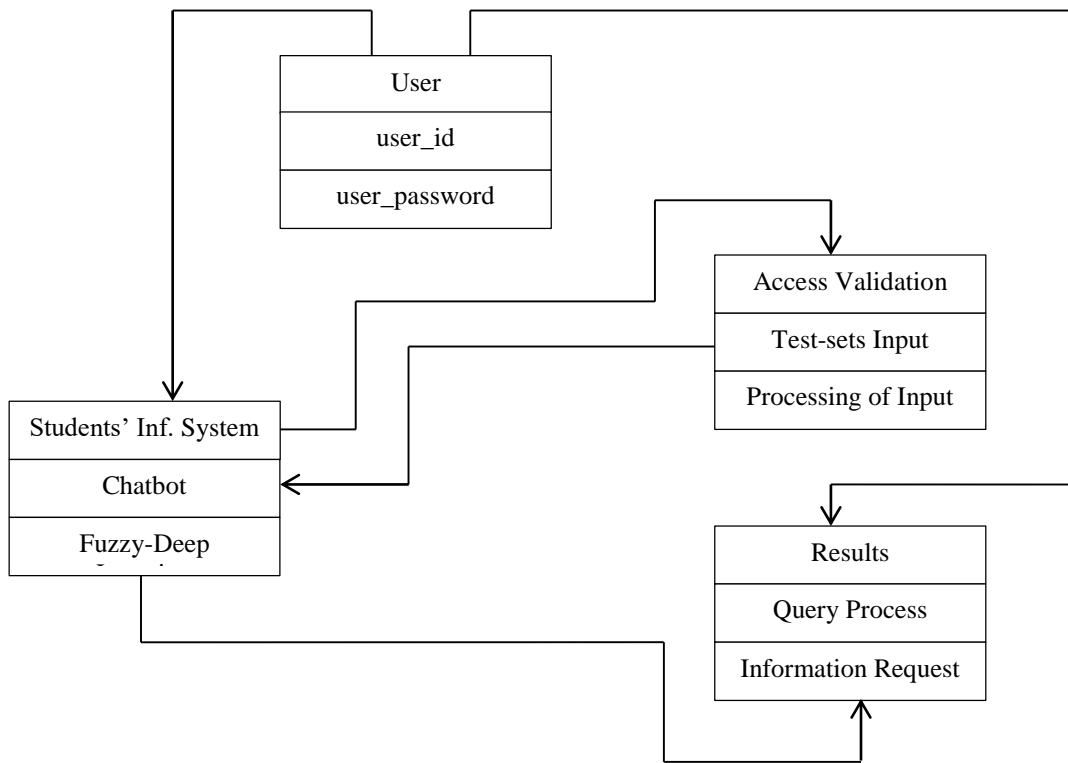 User
user_id
user_password
Access Validation
Test-sets Input
Processing of Input
Students’ Inf. System
Chatbot
Fuzzy-Deep
Results
Query Process
Information Request